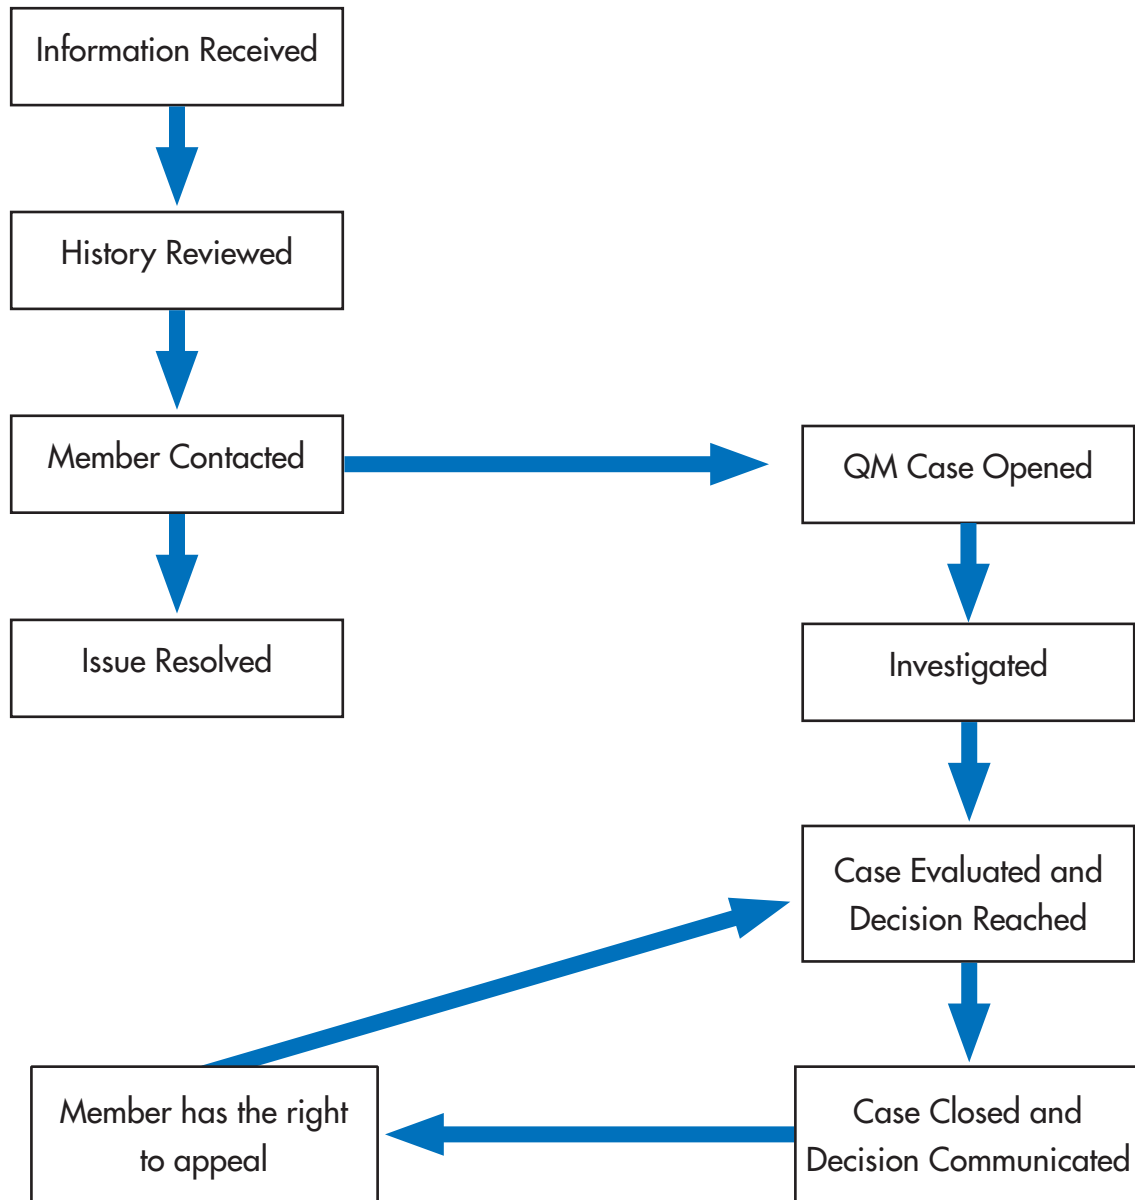 Information Received
History Reviewed
Member Contacted
QM Case Opened
Issue Resolved
Investigated
Case Evaluated and
Decision Reached
Member has the right
to appeal
Case Closed and
Decision Communicated